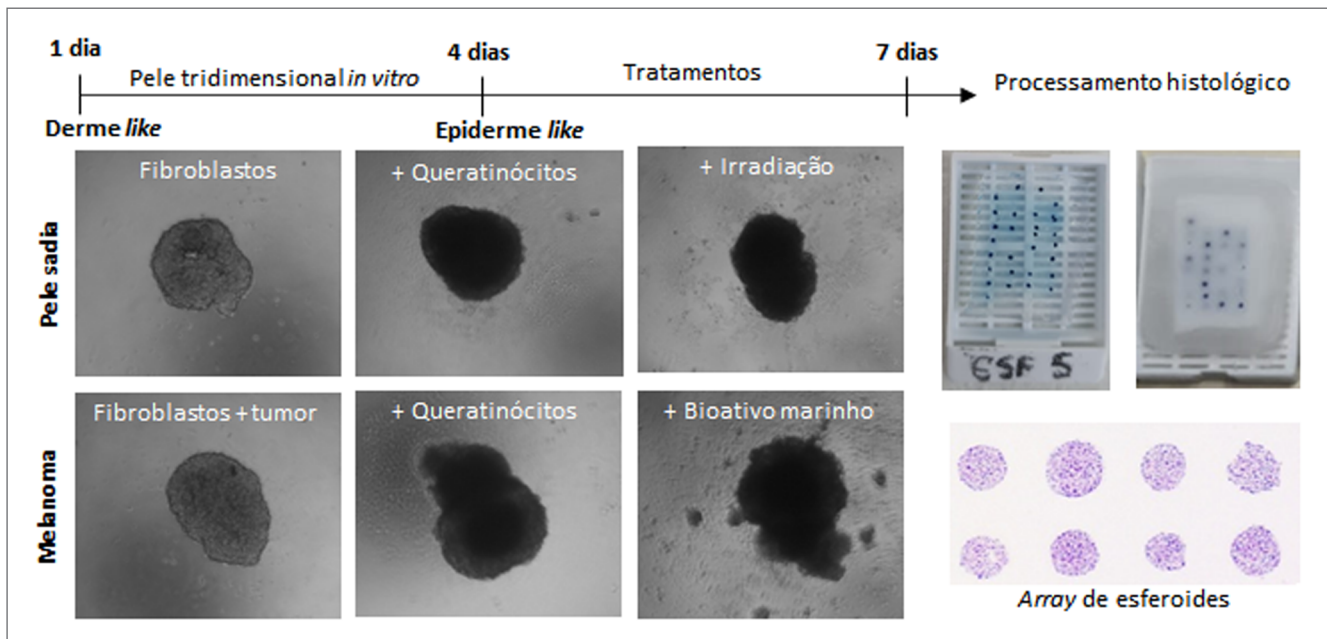 1 dia
4 dias
7 dias
Pele tridimensional in vitro
Tratamentos
Processamento histológico
Derme like
Epiderme like
Pele sadia
Fibroblastos
+ Queratinócitos
+ Irradiação
ESF 5
Melanoma
Fibroblastos + tumor
+ Queratinócitos
+ Bioativo marinho
Array de esferoides